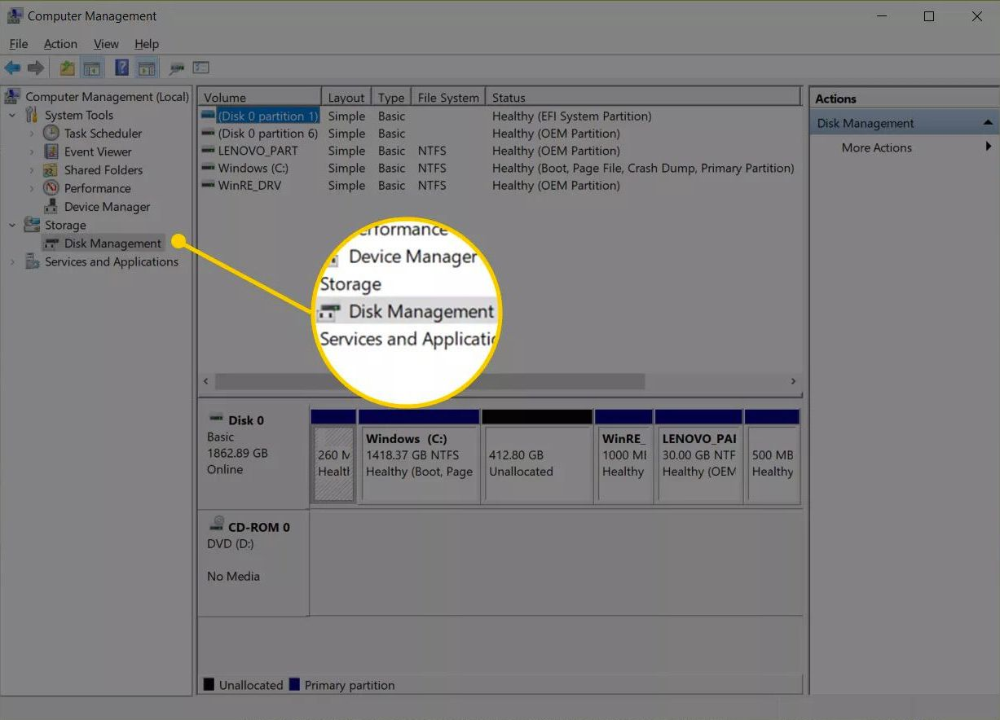 Computer Management
File Action View Help
Computer Management (Local)
System Tools
Task Scheduler
Event Viewer
Shared Folders
Performance
Device Manager
Storage
Disk Management
Services and Applications
Volume Layout Type File System Status
(Disk 0 partition 1) Simple Basic Healthy (EFI System Partition)
(Disk 0 partition 6) Simple Basic Healthy (OEM Partition)
LENOVO_PART Simple Basic NTFS Healthy (OEM Partition)
Windows (C:) Simple Basic NTFS Healthy (Boot, Page File, Crash Dump, Primary Partition)
WinRE_DRV Simple Basic NTFS Healthy (OEM Partition)
erformance
Device Manager
Storage
Disk Management
Services and Applicatio
Disk 0
Basic
1862.89 GB
Online
260 M
Healt
Windows (C:)
1418.37 GB NTFS
Healthy (Boot, Page
412.80 GB
Unallocated
WinRE_
1000 MI
Healthy
LENOVO_PAI
30.00 GB NTF
Healthy (OEM
500 MB
Healthy
CD-ROM 0
DVD (D:)
No Media
Unallocated Primary partition
Actions
Disk Management
More Actions